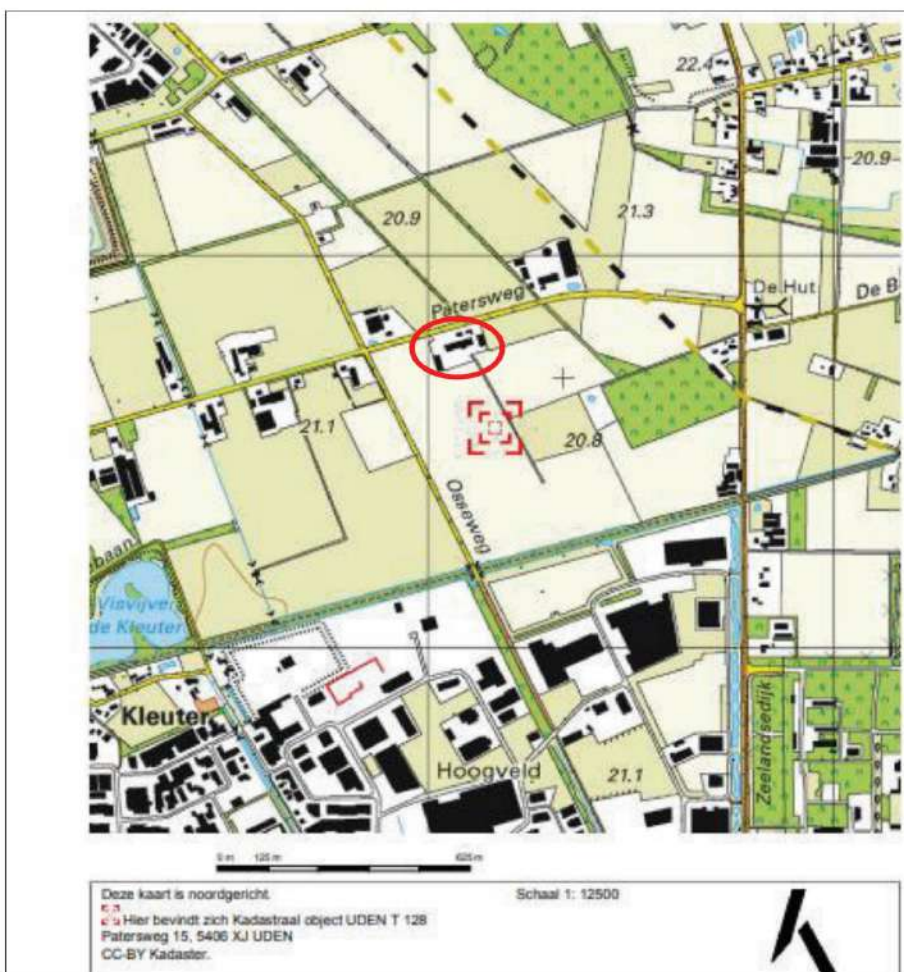 22.4
20.9
20.9
21.3
Patersweg
De Hut
De B
21.1
20.8
Osseweg
baan
Visvijver
de Kleuter
Kleuter
Hoogveld
21.1
Zeelandsedijk
0 m 125 m 625 m
Deze kaart is noordgericht.
Schaal 1: 12500
Hier bevindt zich Kadastraal object UDEN T 128
Patersweg 15, 5406 XJ UDEN
CC-BY Kadaster.